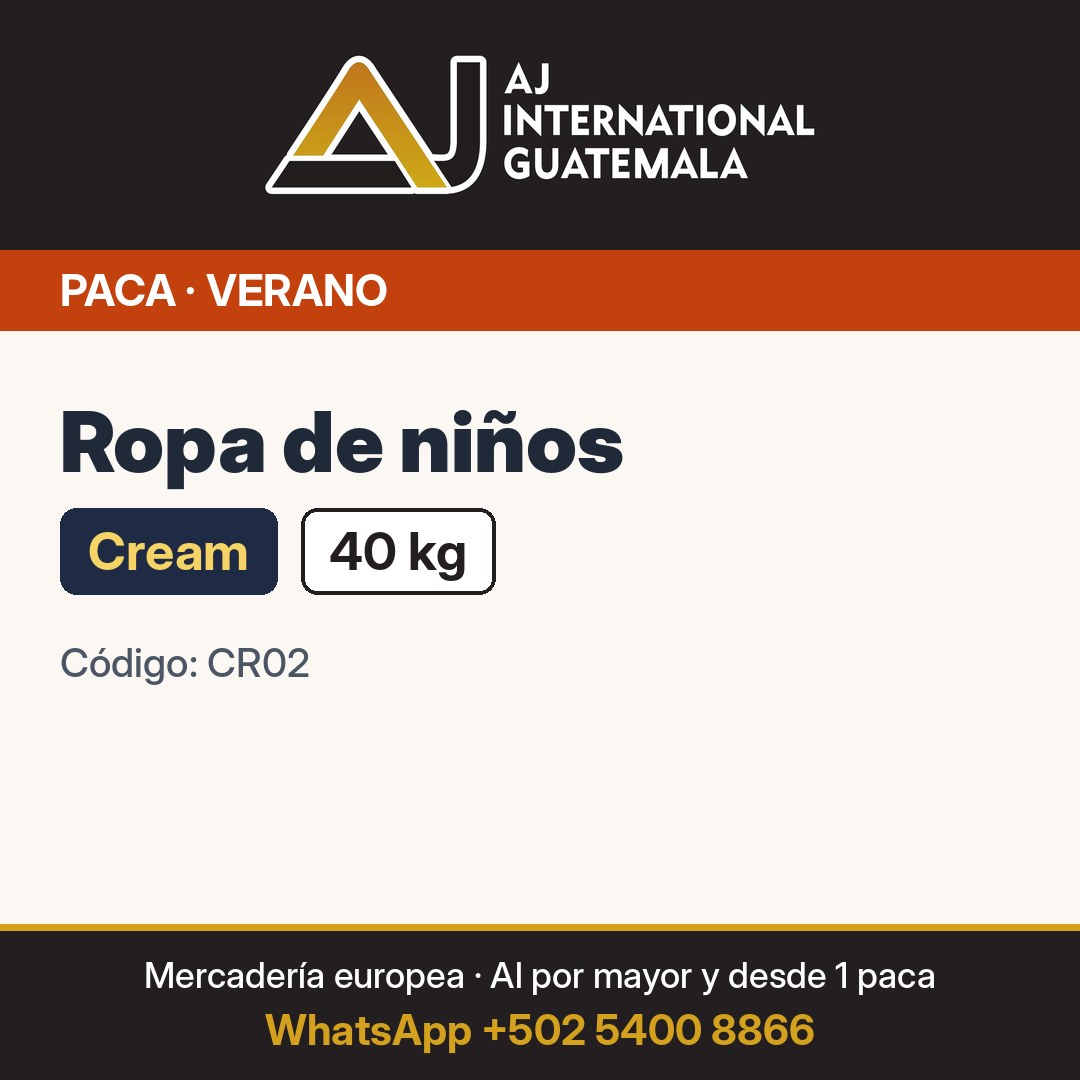 AJ
AJ
INTERNATIONAL
GUATEMALA
PACA · VERANO
Ropa de niños
Cream
40 kg
Código: CR02
Mercadería europea · Al por mayor y desde 1 paca
WhatsApp +502 5400 8866